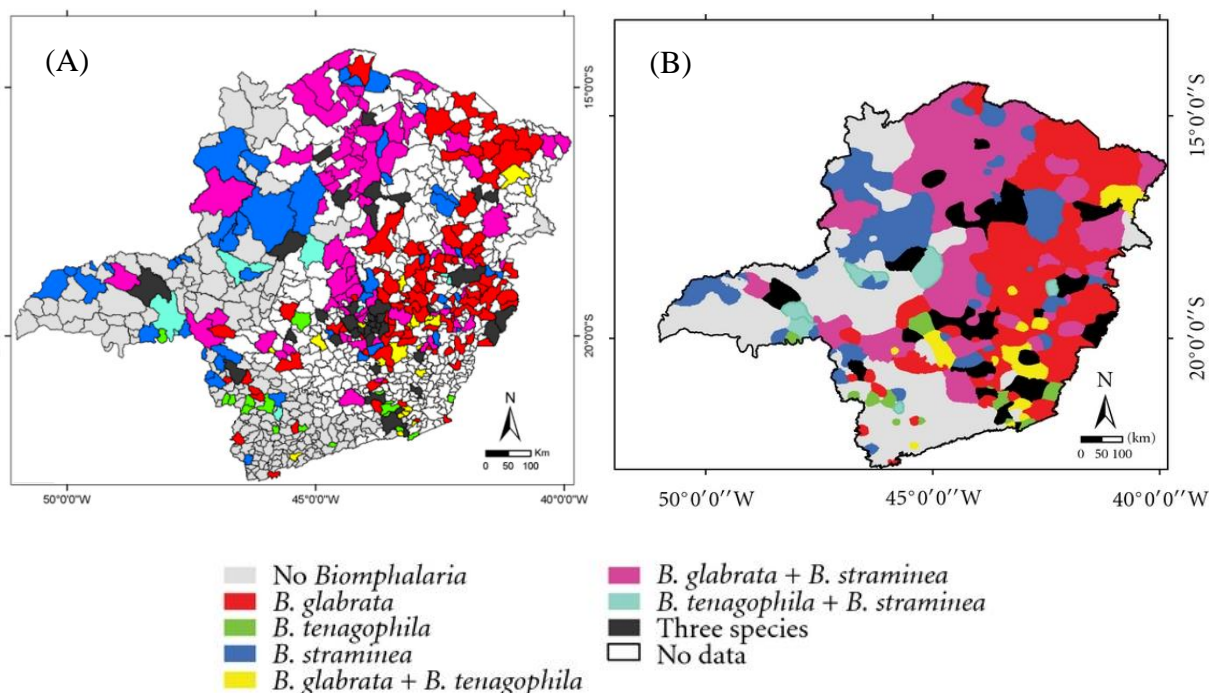 (A)
15°0'0"S
20°0'0"S
N
Km
0 50 100
50°0'0"W
45°0'0"W
40°0'0"W
(B)
15°0'0''S
20°0'0''S
N
(km)
0 50 100
50°0'0''W
45°0'0''W
40°0'0''W
No Biomphalaria
B. glabrata
B. tenagophila
B. straminea
B. glabrata + B. tenagophila
B. glabrata + B. straminea
B. tenagophila + B. straminea
Three species
No data